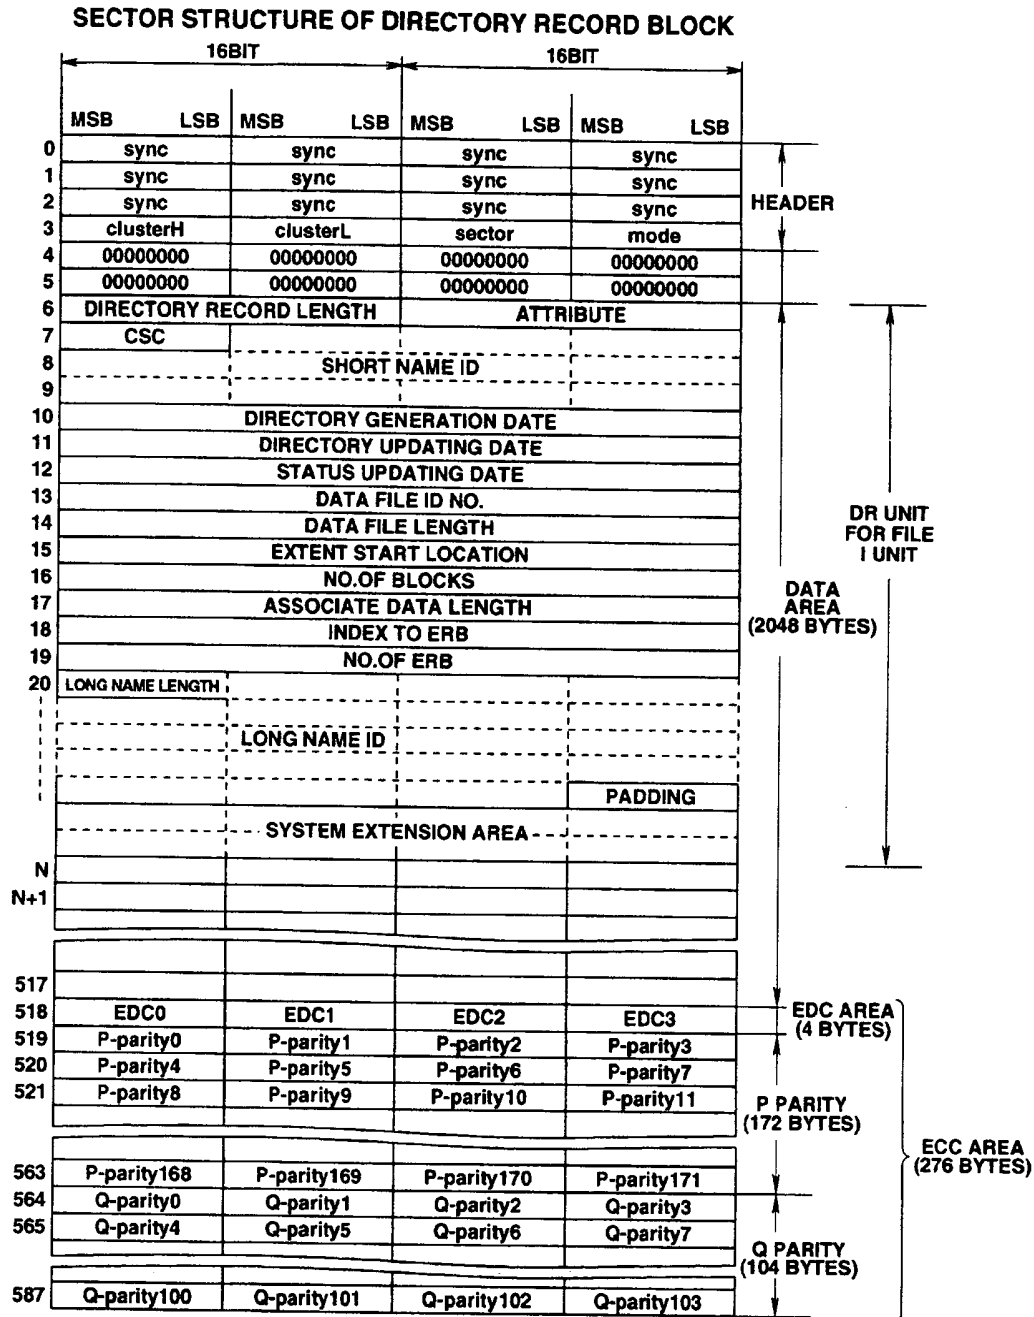 SECTOR STRUCTURE OF DIRECTORY RECORD BLOCK
16BIT 16BIT
MSB LSB MSB LSB MSB LSB MSB LSB
0 sync sync sync sync
1 sync sync sync sync
2 sync sync sync sync
HEADER
3 clusterH clusterL sector mode
4 00000000 00000000 00000000 00000000
5 00000000 00000000 00000000 00000000
6 DIRECTORY RECORD LENGTH ATTRIBUTE
7 CSC
8 SHORT NAME ID
9
10 DIRECTORY GENERATION DATE
11 DIRECTORY UPDATING DATE
12 STATUS UPDATING DATE
13 DATA FILE ID NO.
14 DATA FILE LENGTH
15 EXTENT START LOCATION
16 NO.OF BLOCKS
17 ASSOCIATE DATA LENGTH
18 INDEX TO ERB
19 NO.OF ERB
20 LONG NAME LENGTH
LONG NAME ID
PADDING
SYSTEM EXTENSION AREA
N
N+1
DR UNIT
FOR FILE
I UNIT
DATA
AREA
(2048 BYTES)
517
518 EDC0 EDC1 EDC2 EDC3
519 P-parity0 P-parity1 P-parity2 P-parity3
520 P-parity4 P-parity5 P-parity6 P-parity7
521 P-parity8 P-parity9 P-parity10 P-parity11
EDC AREA
(4 BYTES)
P PARITY
(172 BYTES)
563 P-parity168 P-parity169 P-parity170 P-parity171
564 Q-parity0 Q-parity1 Q-parity2 Q-parity3
565 Q-parity4 Q-parity5 Q-parity6 Q-parity7
ECC AREA
(276 BYTES)
Q PARITY
(104 BYTES)
587 Q-parity100 Q-parity101 Q-parity102 Q-parity103